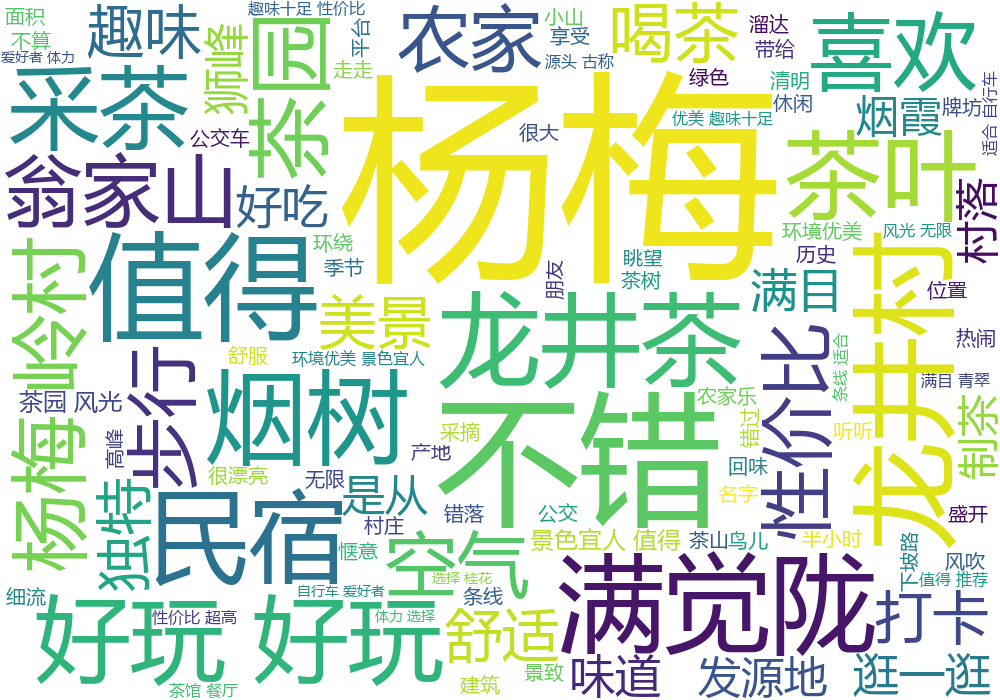 面积
不算
爱好者 体力
趣味
趣味十足 性价比
狮峰
茶园
平台
走走
农家
小山
享受
源头 古称
喝茶
溜达
带给
绿色
清明
休闲
优美 趣味十足
喜欢
烟霞
牌坊
适合 自行车
采茶
公交车
杨梅
很大
茶叶
村落
翁家山
好吃
环绕
季节
环境优美
风光 无限
历史
眺望
茶树
朋友
满目
龙井村
位置
热闹
值得
美景
龙井茶
岭村
步行
舒服
环境优美 景色宜人
性价比
条线 适合
满目 青翠
茶园 风光
烟树
不错
农家乐
错过
听听
制茶
杨梅
高峰
采摘
产地
很漂亮
无限
回味
名字
独特
民宿
是从
村庄
错落
公交
盛开
空气
惬意
景色宜人 值得
茶山
鸟儿
半小时
下坡路
风吹
值得 推荐
选择 桂花
条线
满觉陇
细流
好玩
好玩
自行车 爱好者
性价比 超高
体力 选择
舒适
打卡
景致
建筑
味道
发源地
逛一逛
茶馆 餐厅